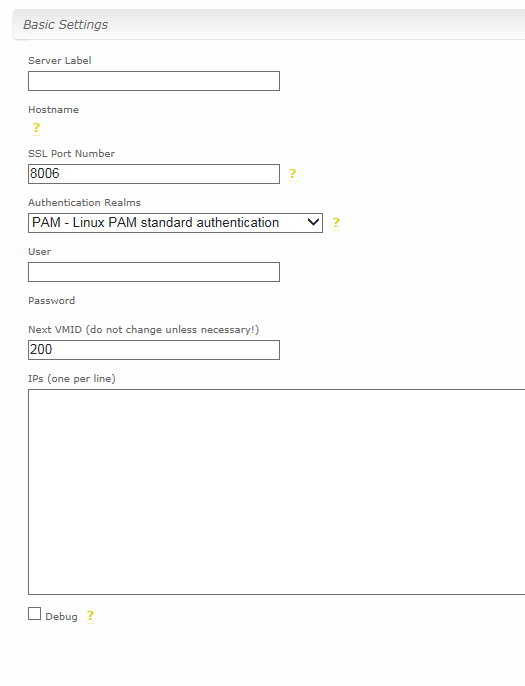 Basic Settings
Server Label
Hostname
?
SSL Port Number
8006 ?
Authentication Realms
PAM - Linux PAM standard authentication ?
User
Password
Next VMID (do not change unless necessary!)
200
IPs (one per line)
Debug ?